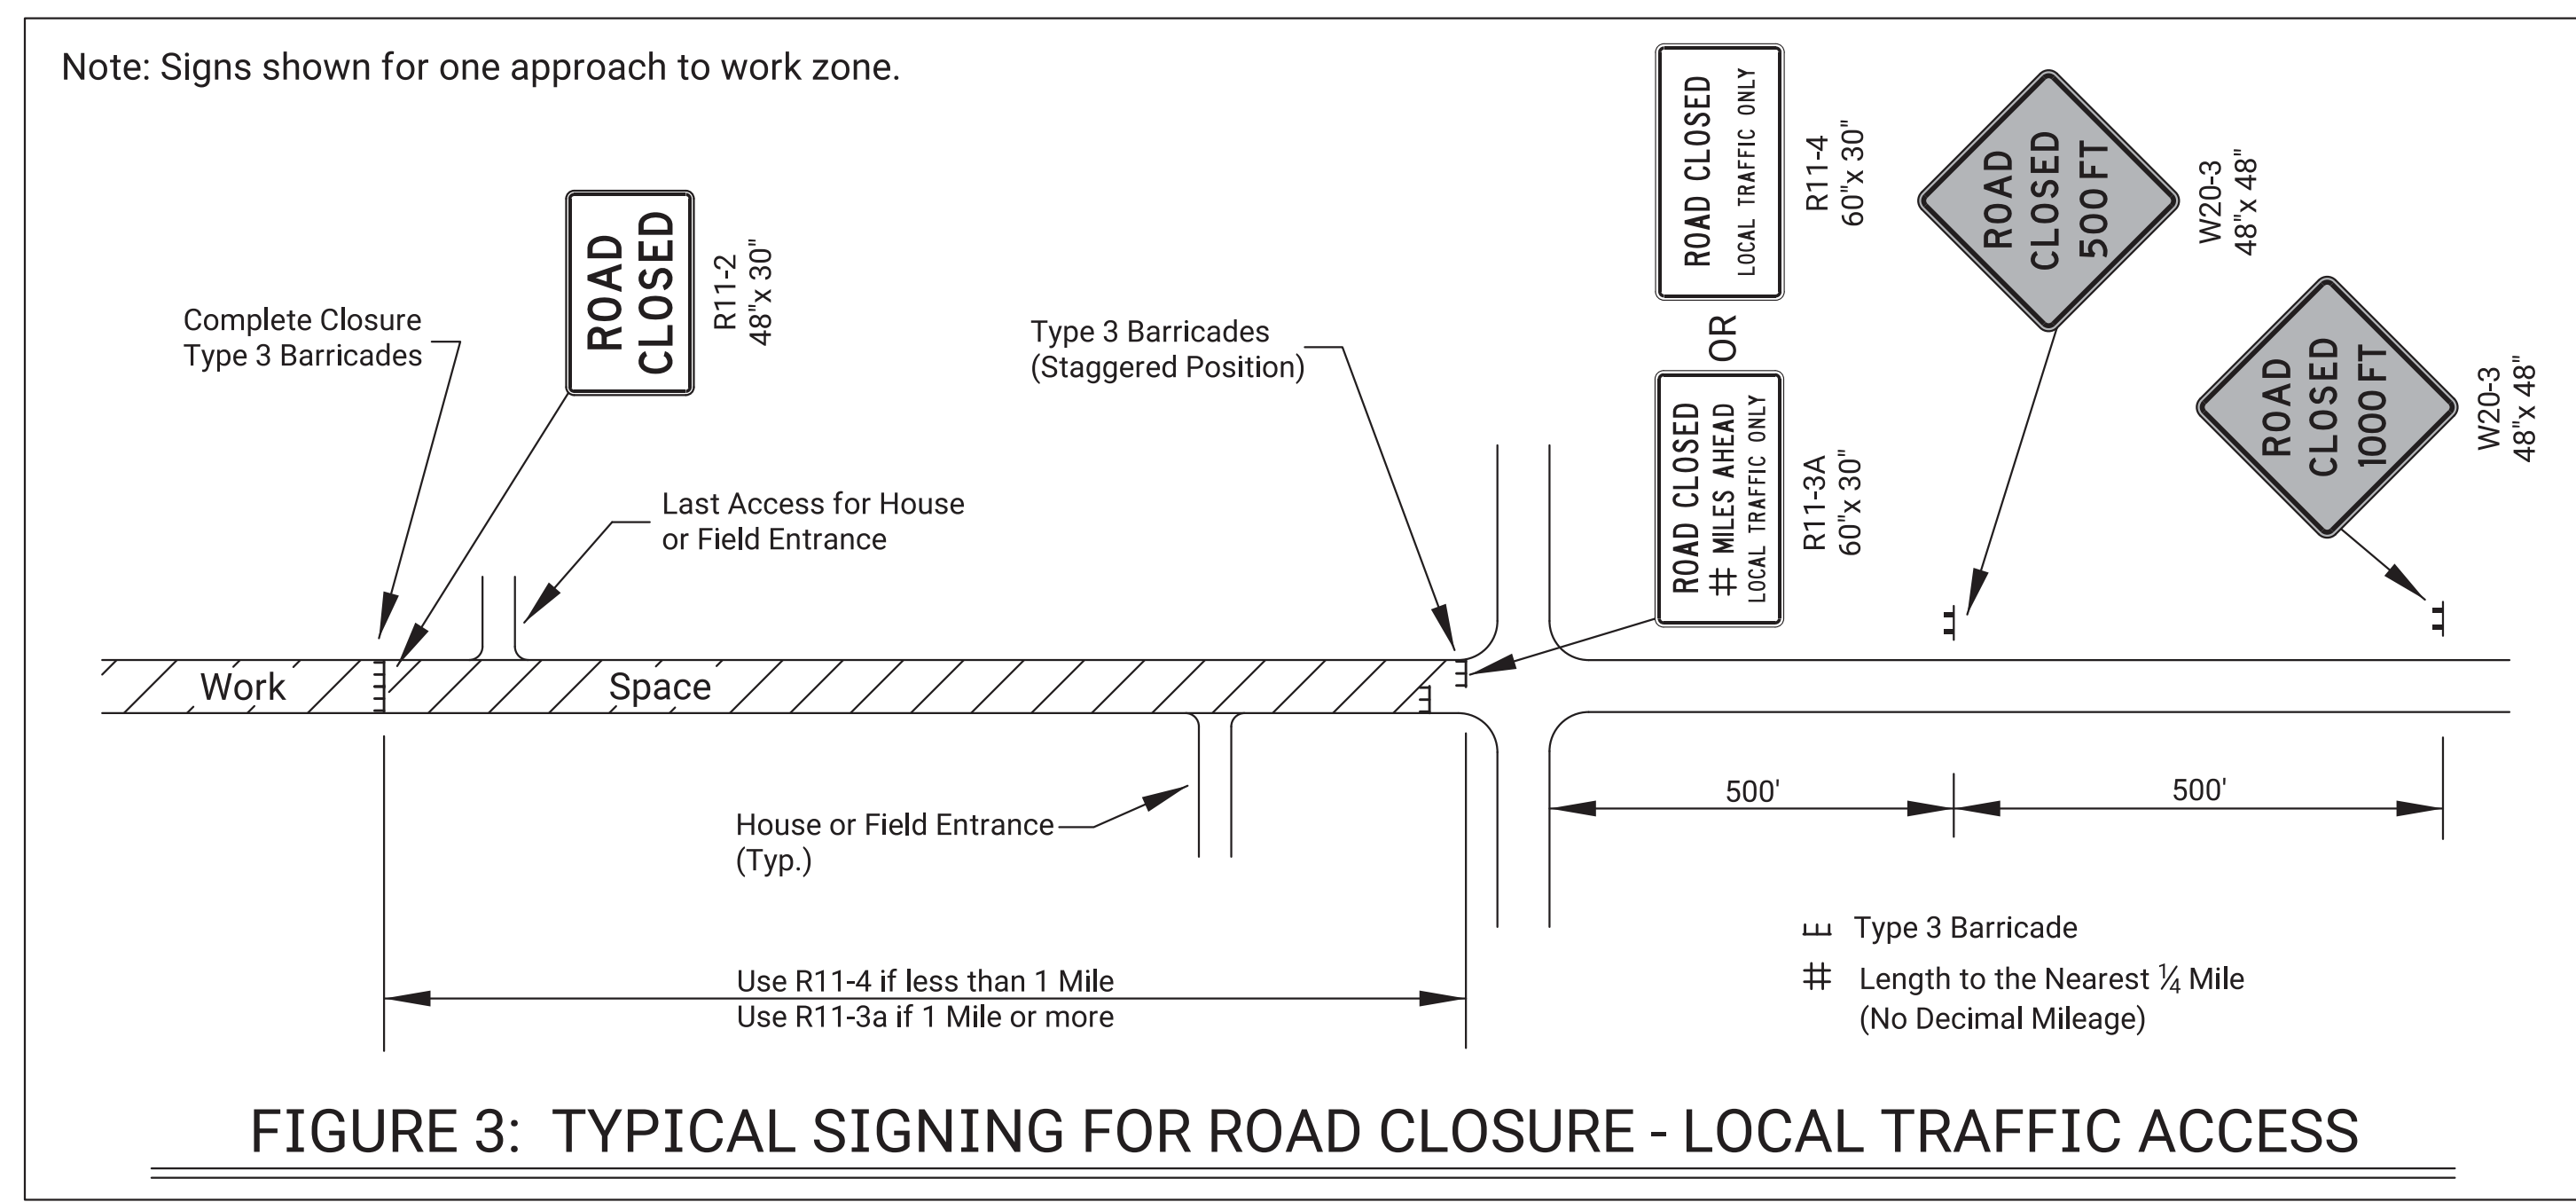 Note: Signs shown for one approach to work zone.
Complete Closure
Type 3 Barricades
ROAD
CLOSED
R11-2
48"x 30"
Last Access for House
or Field Entrance
Type 3 Barricades
(Staggered Position)
ROAD CLOSED
LOCAL TRAFFIC ONLY
R11-4
60"x 30"
OR
ROAD CLOSED
# MILES AHEAD
LOCAL TRAFFIC ONLY
R11-3A
60"x 30"
ROAD
CLOSED
500FT
W20-3
48"x 48"
ROAD
CLOSED
1000FT
W20-3
48"x 48"
Work
Space
House or Field Entrance
(Typ.)
500'
500'
Use R11-4 if less than 1 Mile
Use R11-3a if 1 Mile or more
Type 3 Barricade
# Length to the Nearest ¼ Mile
(No Decimal Mileage)
FIGURE 3: TYPICAL SIGNING FOR ROAD CLOSURE - LOCAL TRAFFIC ACCESS